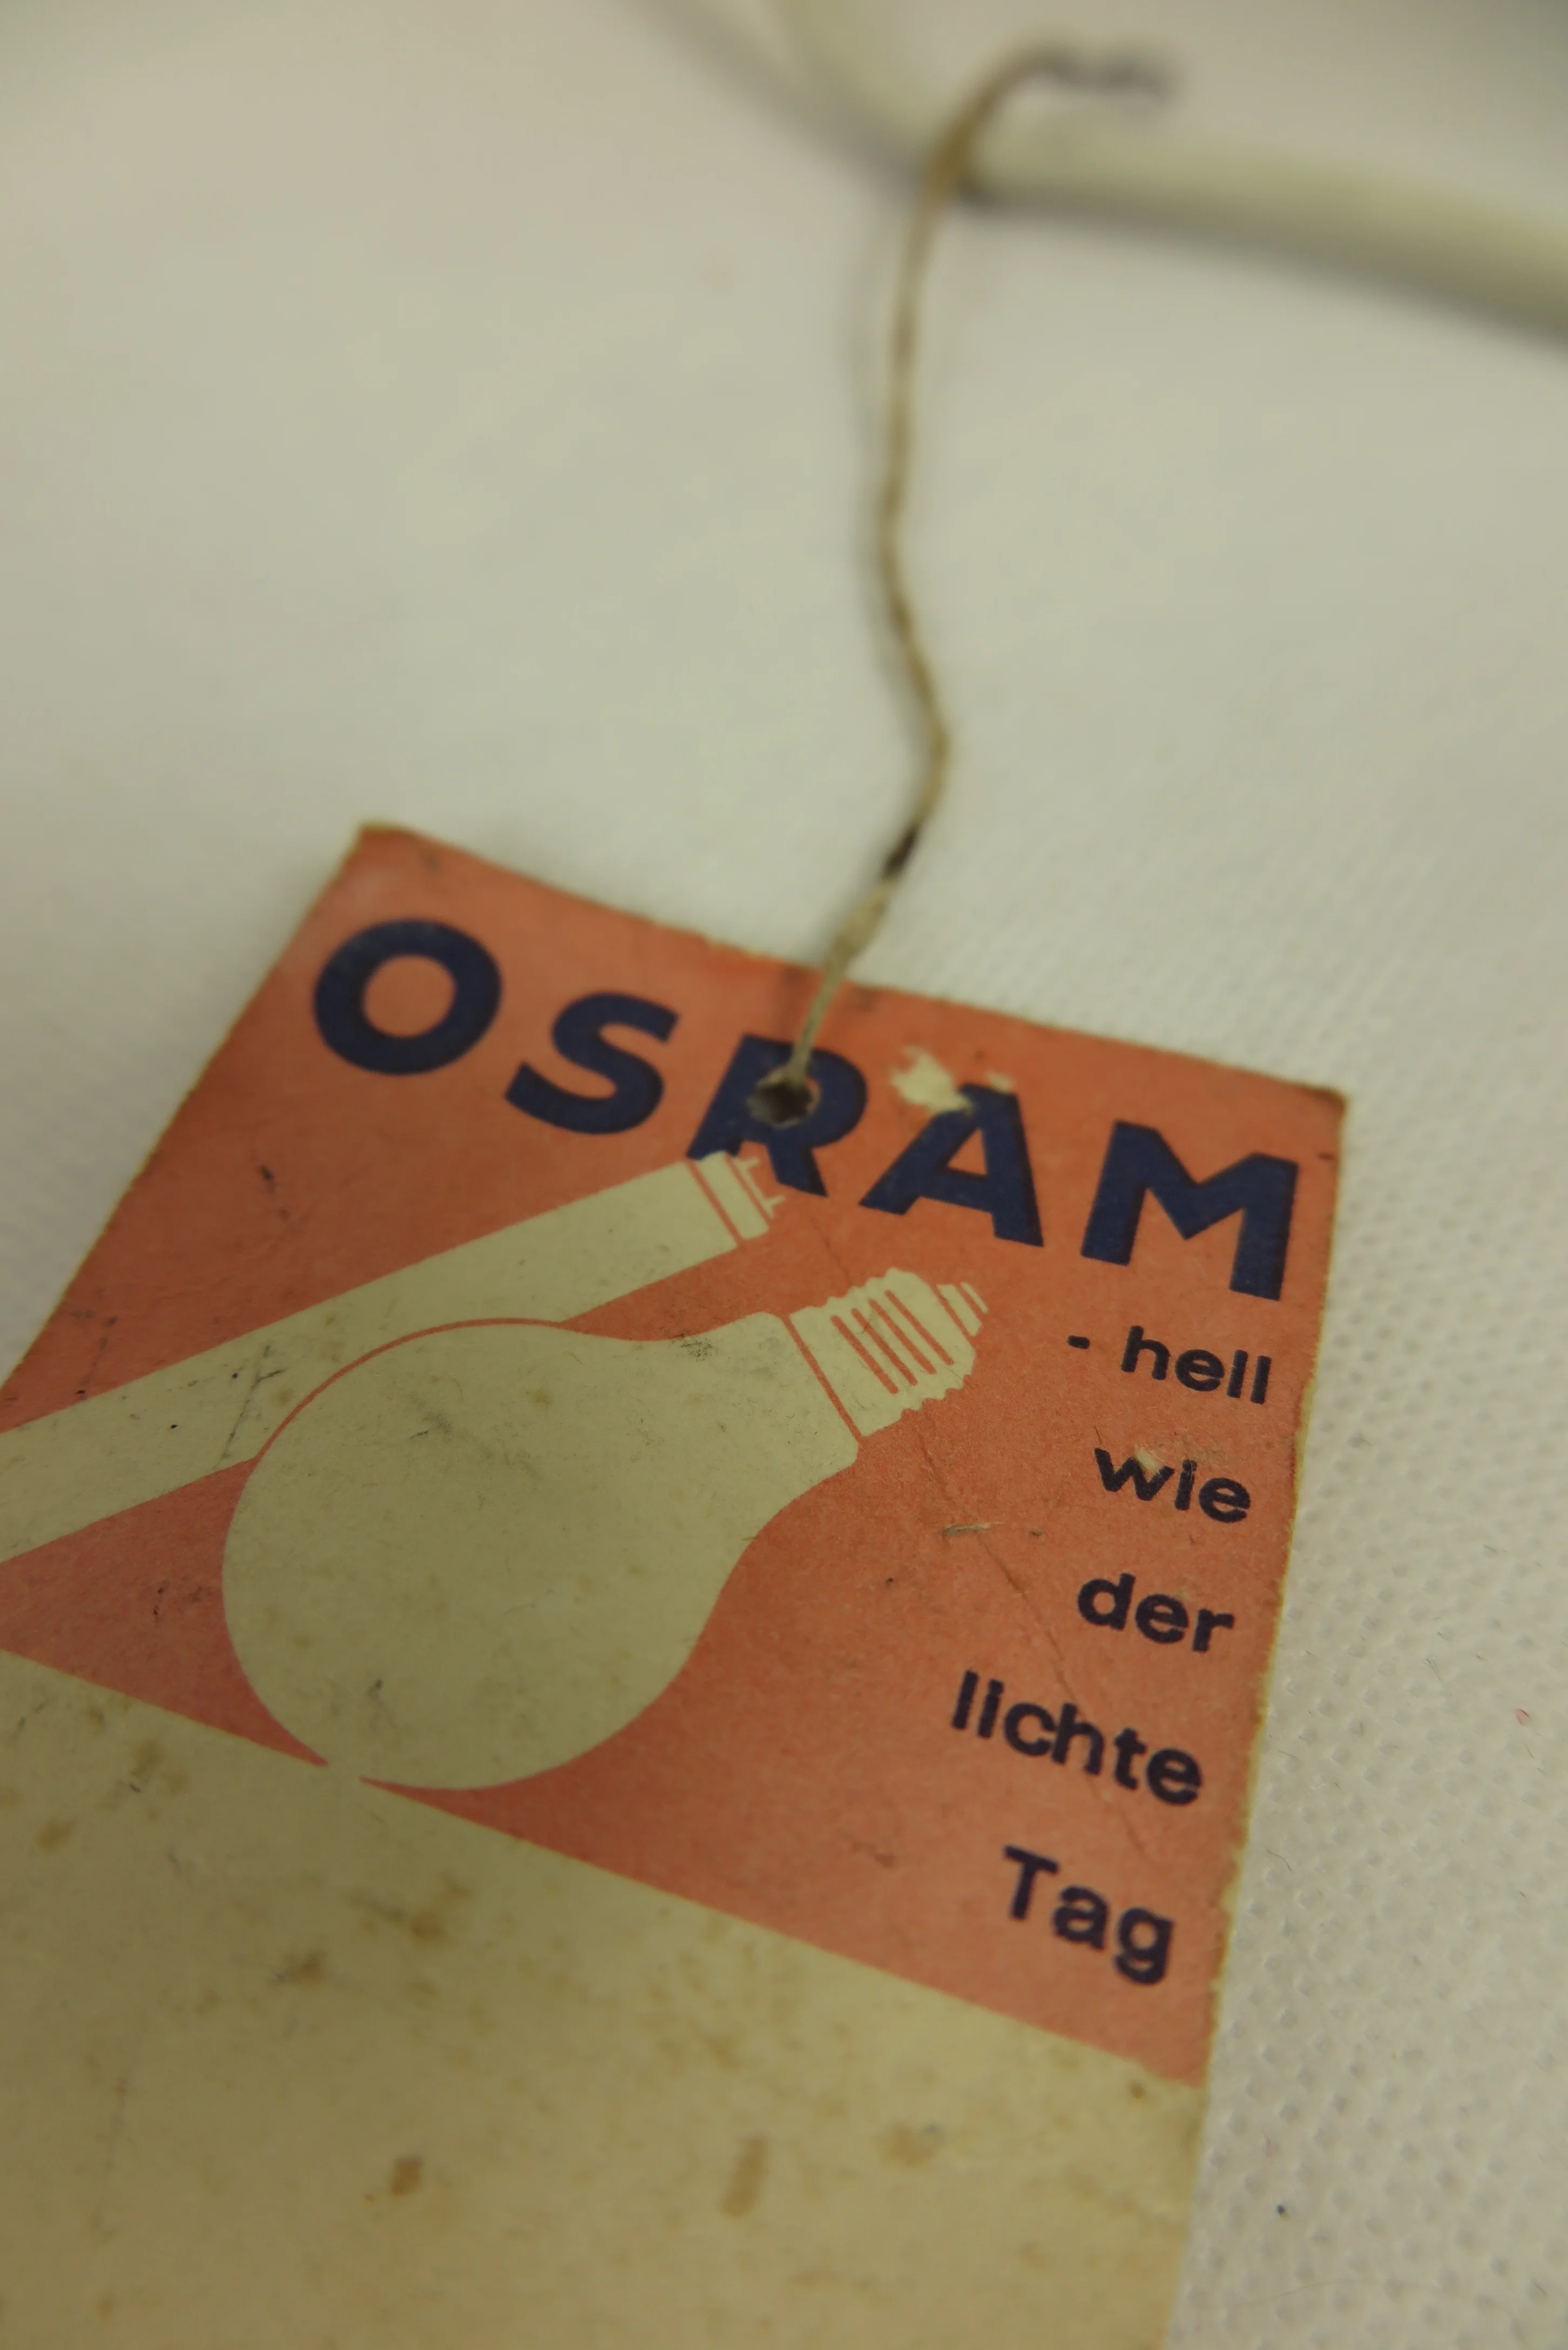 OSRAM
- hell
wie
der
lichte
Tag